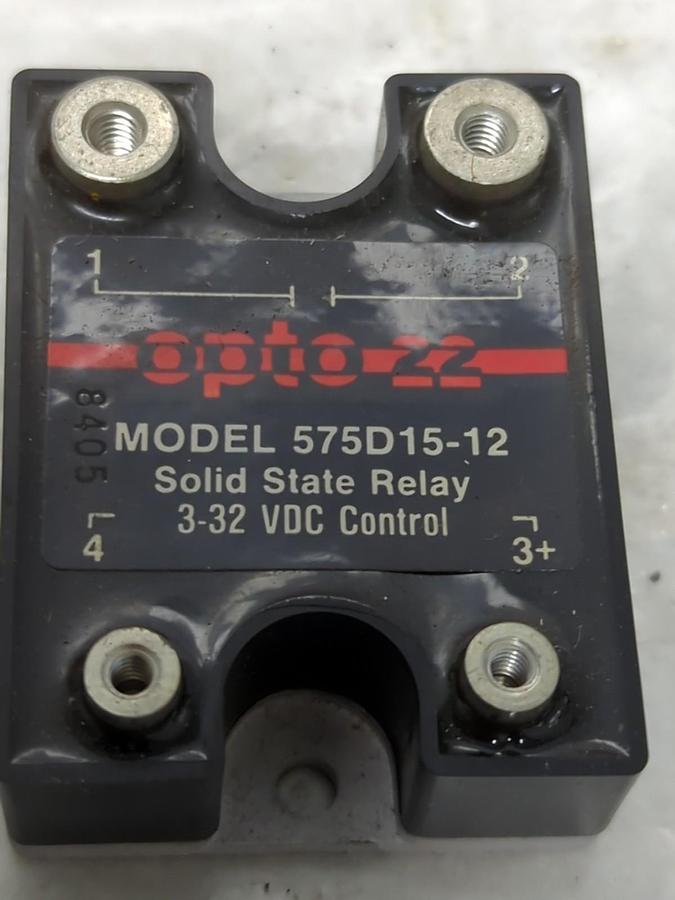 1 2
opto 22
8405
MODEL 575D15-12
Solid State Relay
3-32 VDC Control
4 3+